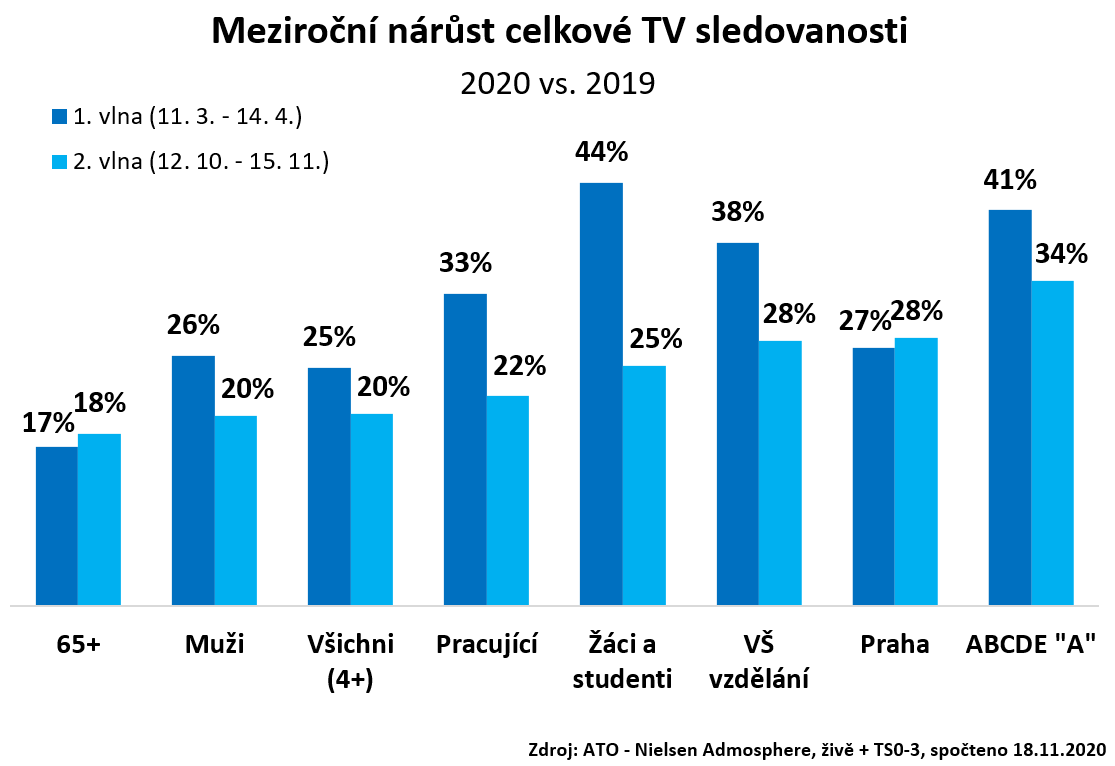 Meziroční nárůst celkové TV sledovanosti
2020 vs. 2019
1. vlna (11. 3. - 14. 4.)
2. vlna (12. 10. - 15. 11.)
17%
18%
26%
20%
25%
20%
33%
22%
44%
25%
38%
28%
27%
28%
41%
34%
65+
Muži
Všichni
(4+)
Pracující
Žáci a
studenti
VŠ
vzdělání
Praha
ABCDE "A"
Zdroj: ATO - Nielsen Admosphere, živě + TS0-3, spočteno 18.11.2020